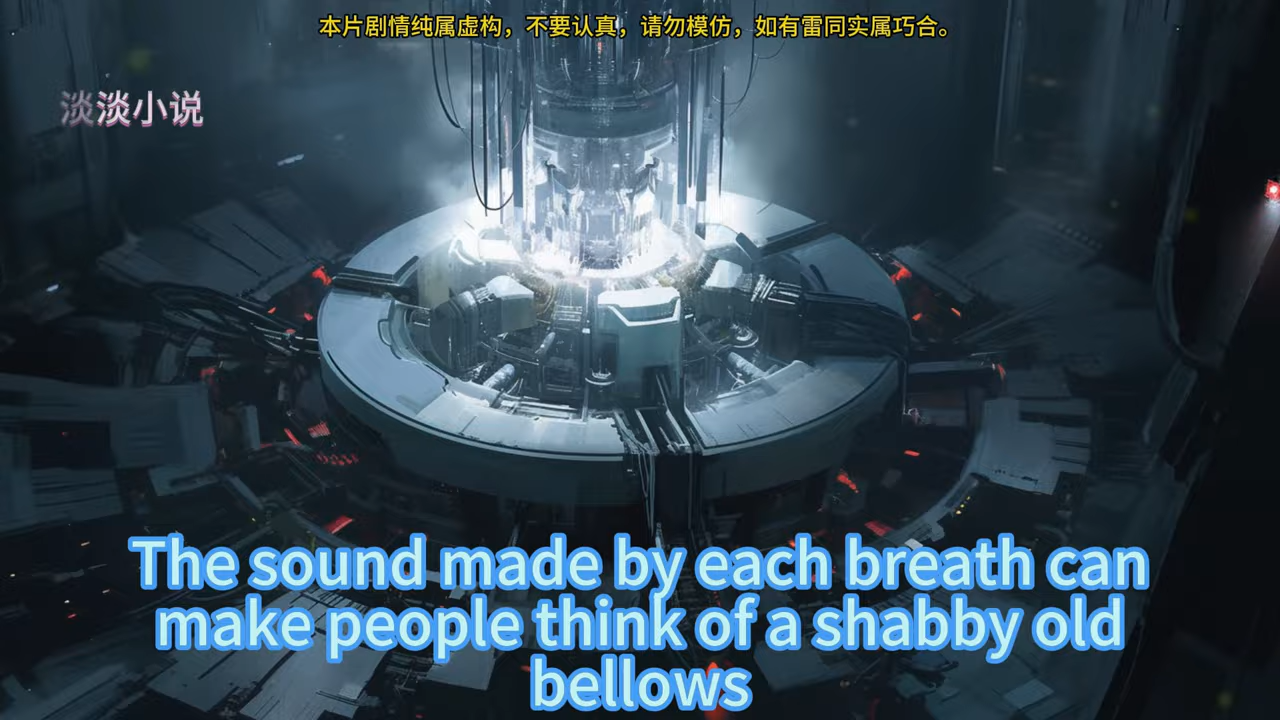 本片剧情纯属虚构，不要认真，请勿模仿，如有雷同实属巧合。
淡淡小说
The sound made by each breath can
make people think of a shabby old
bellows